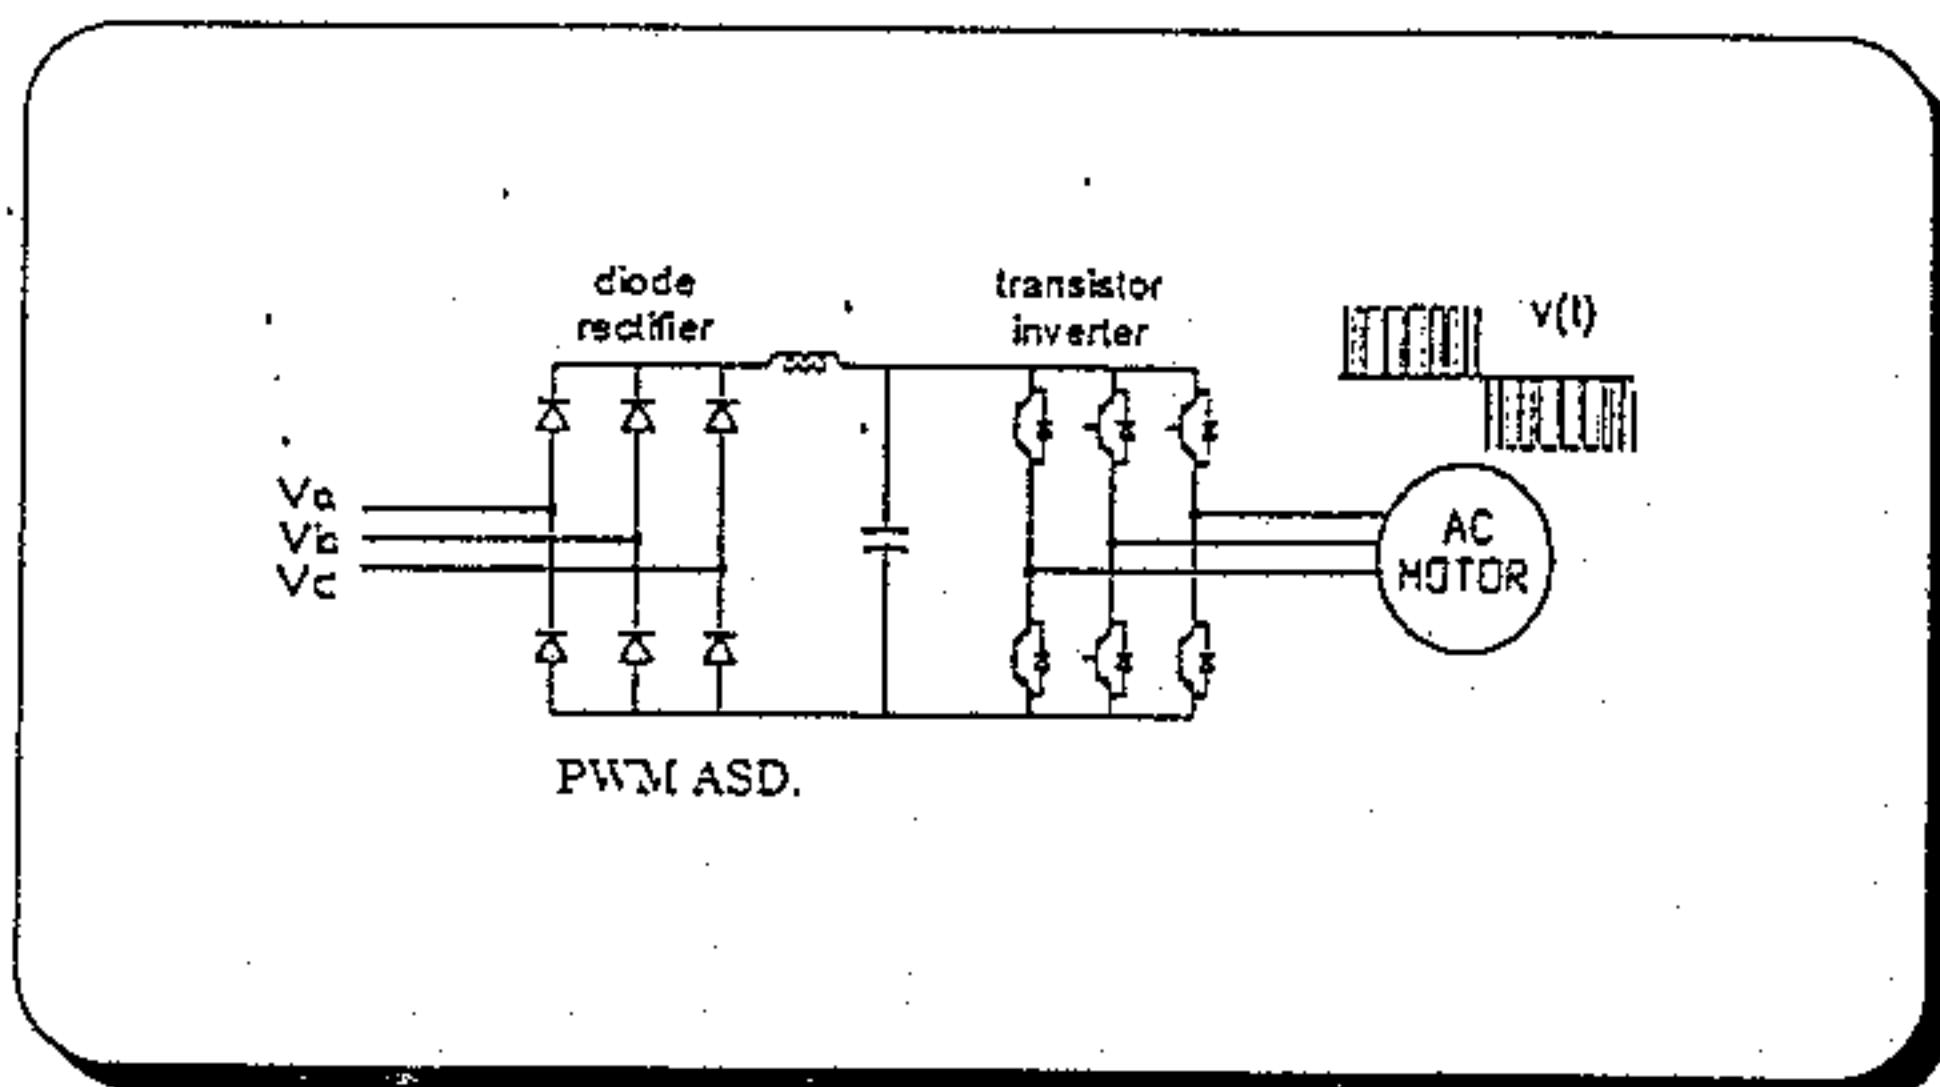 diode
rectifier
transistor
inverter
v(t)
Va
Vb
Vc
AC
MOTOR
PWM ASD.